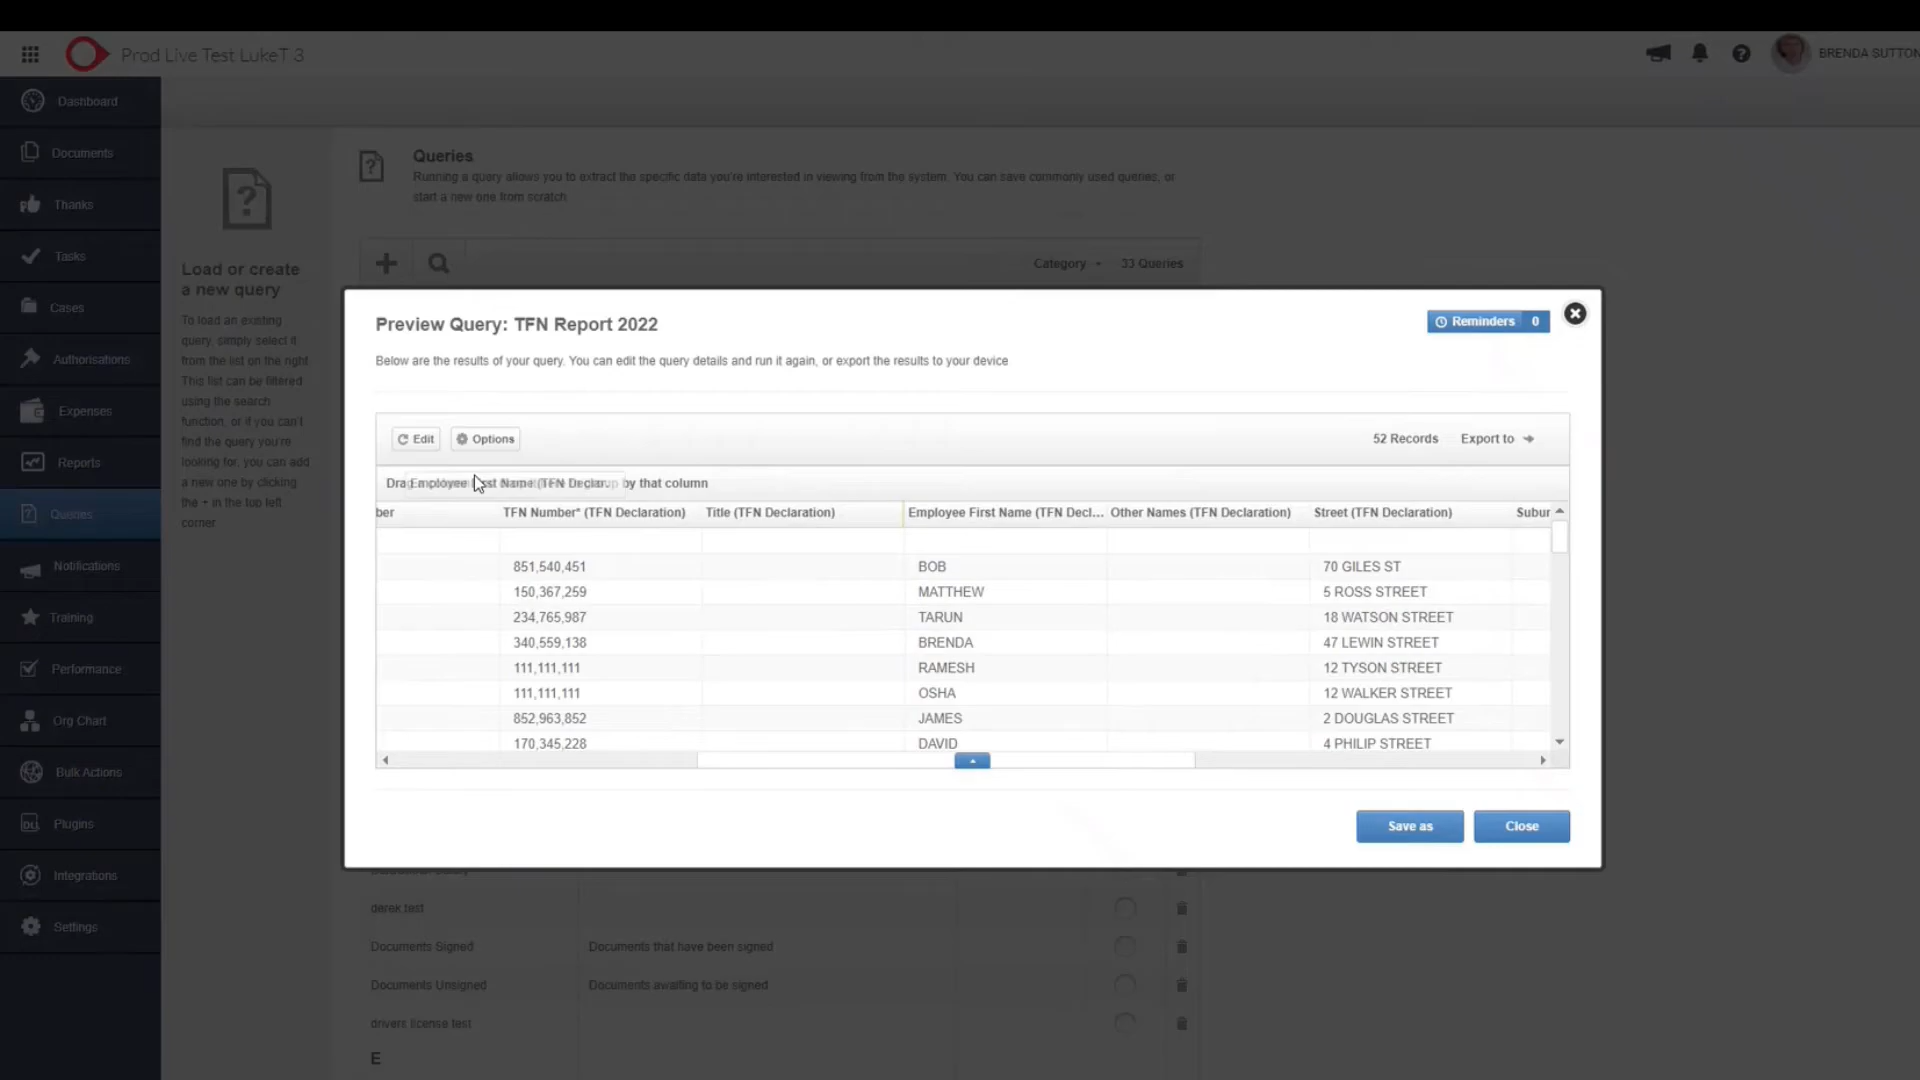 Prod Live Test LukeT 3
BRENDA SUTTON
Dashboard
Documents
Thanks
Tasks
Cases
Authorisations
Expenses
Reports
Queries
Notifications
Training
Performance
Org Chart
Bulk Actions
Plugins
Integrations
Settings
Load or create
a new query
To load an existing
query, simply select it
from the list on the right.
This list can be filtered
using the search
function, or if you can't
find the query you're
looking for, you can add
a new one by clicking
the + in the top left
corner
Queries
Running a query allows you to extract the specific data you're interested in viewing from the system. You can save commonly used queries, or
start a new one from scratch
Category
33 Queries
Preview Query: TFN Report 2022
Reminders 0
Below are the results of your query. You can edit the query details and run it again, or export the results to your device
Edit
Options
52 Records
Export to
Employee First Name (TFN Declar... by that column
ber TFN Number* (TFN Declaration) Title (TFN Declaration) Employee First Name (TFN Decl... Other Names (TFN Declaration) Street (TFN Declaration) Subur
851,540,451 BOB 70 GILES ST
150,367,259 MATTHEW 5 ROSS STREET
234,765,987 TARUN 18 WATSON STREET
340,559,138 BRENDA 47 LEWIN STREET
111,111,111 RAMESH 12 TYSON STREET
111,111,111 OSHA 12 WALKER STREET
852,963,852 JAMES 2 DOUGLAS STREET
170,345,228 DAVID 4 PHILIP STREET
Save as
Close
derek test
Documents Signed Documents that have been signed
Documents Unsigned Documents awaiting to be signed
drivers license test
E